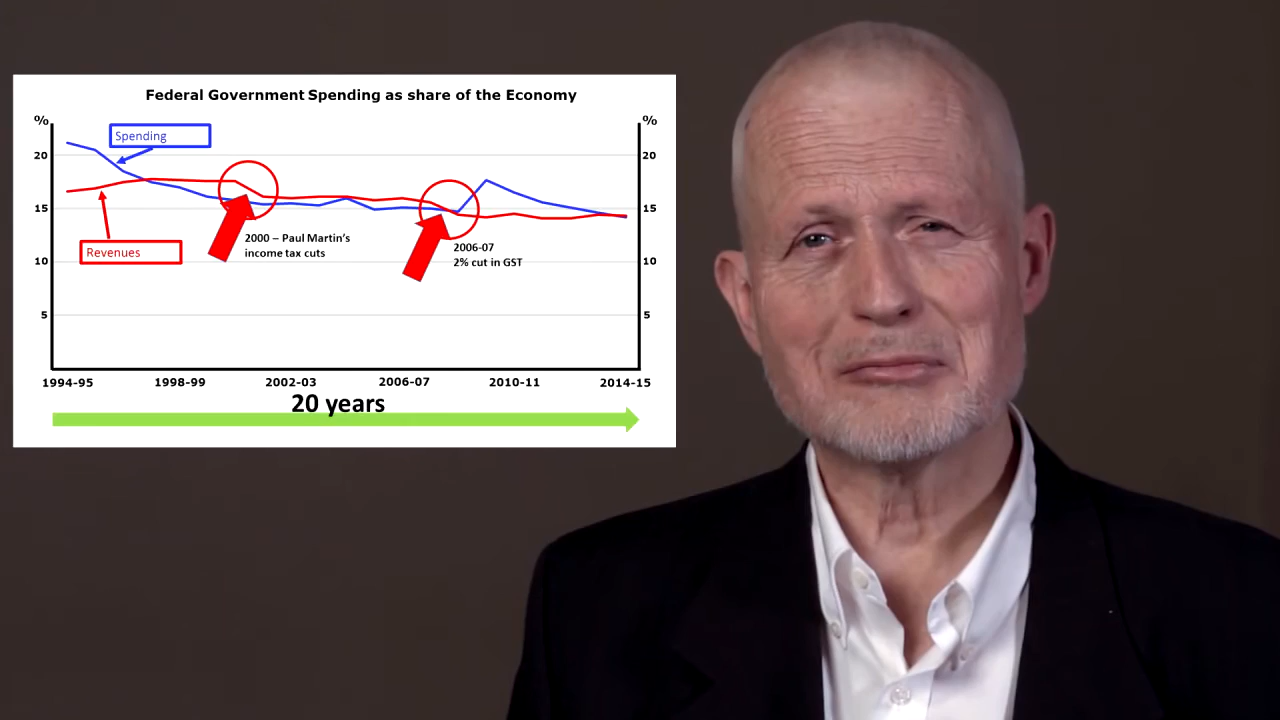 Federal Government Spending as share of the Economy
% %
Spending
20 20
15 15
Revenues
2000 – Paul Martin's
income tax cuts
2006-07
2% cut in GST
10 10
5 5
1994-95 1998-99 2002-03 2006-07 2010-11 2014-15
20 years